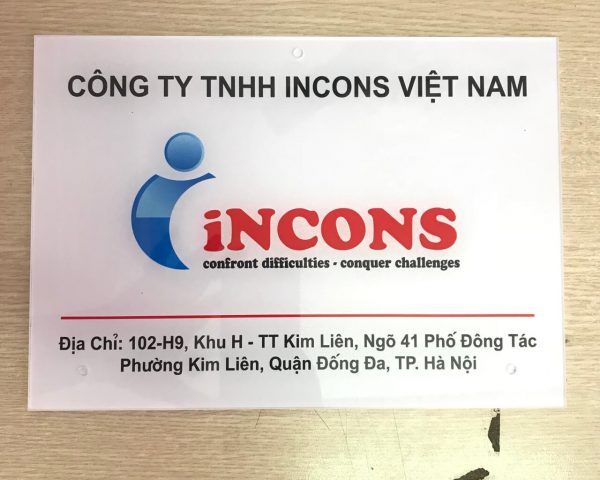 CÔNG TY TNHH INCONS VIỆT NAM
iNCONS
confront difficulties - conquer challenges
Địa Chỉ: 102-H9, Khu H - TT Kim Liên, Ngõ 41 Phố Đông Tác
Phường Kim Liên, Quận Đống Đa, TP. Hà Nội